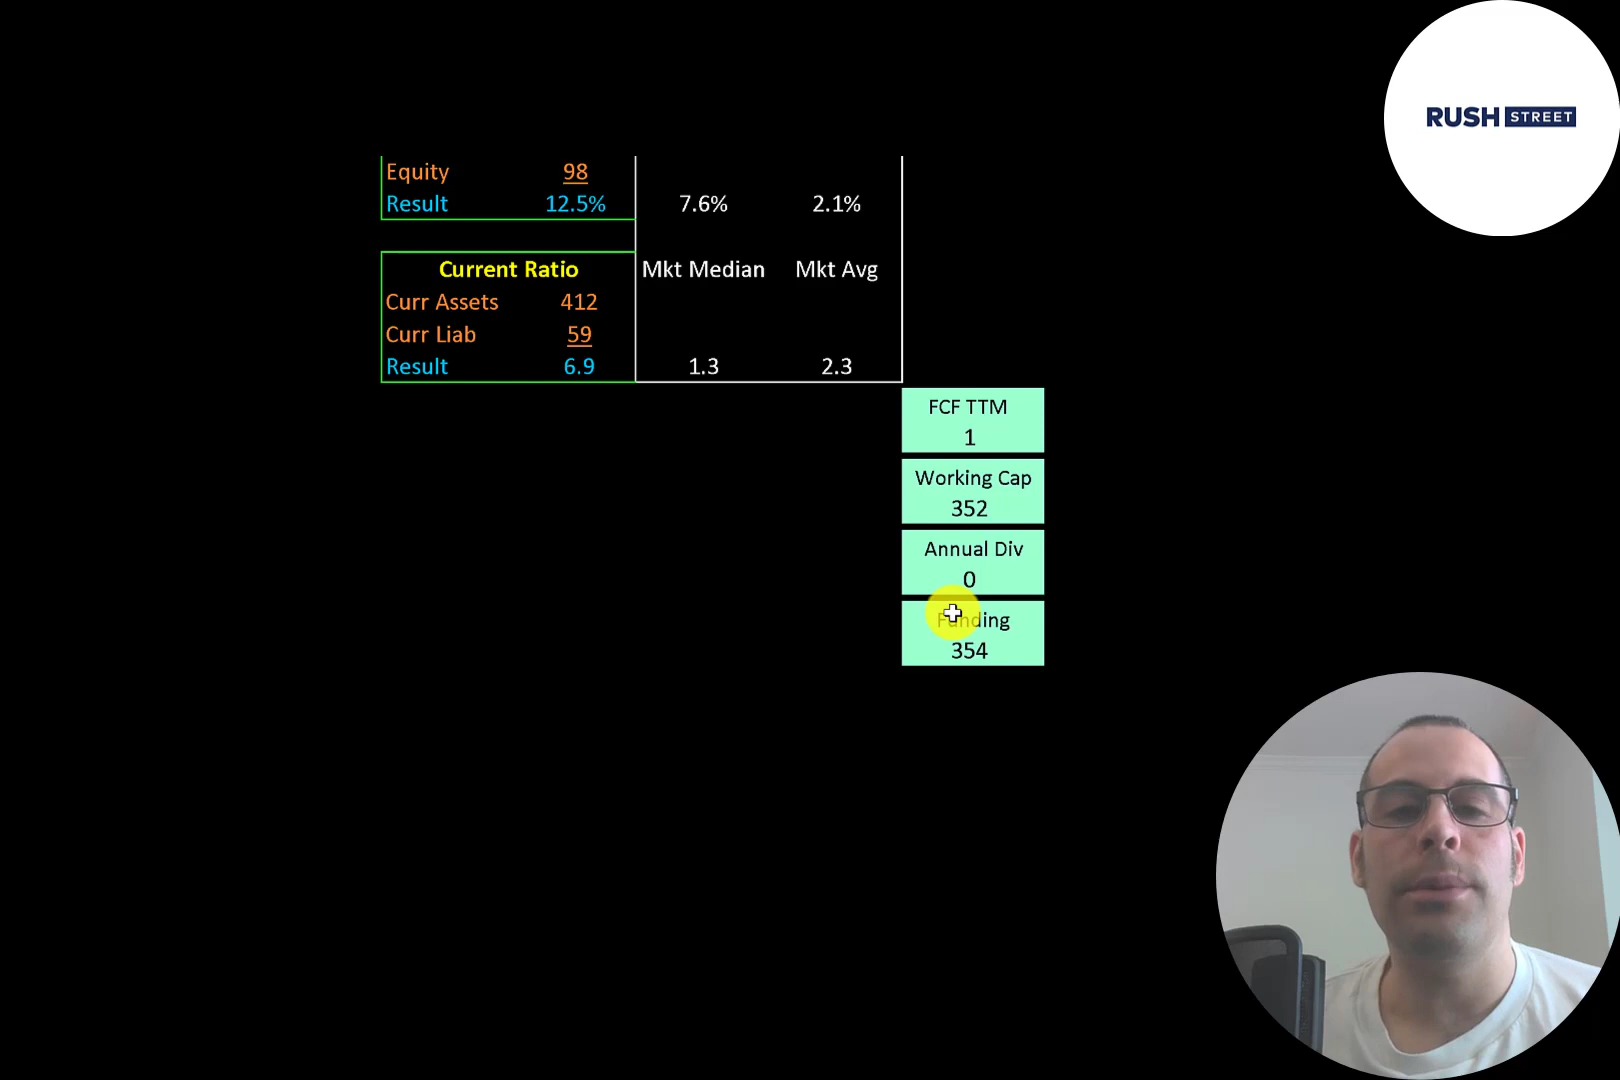 RUSH STREET
Equity 98
Result 12.5% 7.6% 2.1%
Current Ratio Mkt Median Mkt Avg
Curr Assets 412
Curr Liab 59
Result 6.9 1.3 2.3
FCF TTM
1
Working Cap
352
Annual Div
0
Funding
354